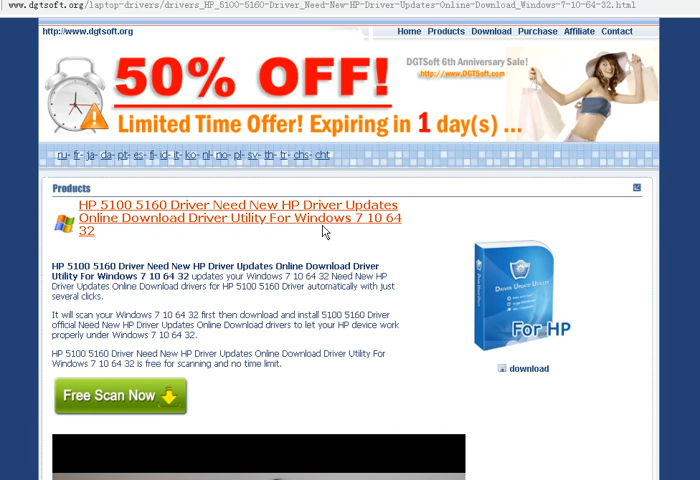 www.dgtsoft.org/laptop-drivers/drivers_HP_5100-5160-Driver_Need-New-HP-Driver-Updates-Online-Download_Windows-7-10-64-32.html
http://www.dgtsoft.org
Home Products Download Purchase Affiliate Contact
50% OFF!
DGTSoft 6th Anniversary Sale!
http://www.DGTSoft.com
Limited Time Offer! Expiring in 1 day(s) ...
ru- fr- ja- da- pt- es- fi- id- it- ko- nl- no- pl- sv- th- tr- chs- cht
Products
HP 5100 5160 Driver Need New HP Driver Updates
Online Download Driver Utility For Windows 7 10 64
32
HP 5100 5160 Driver Need New HP Driver Updates Online Download Driver
Utility For Windows 7 10 64 32 updates your Windows 7 10 64 32 Need New HP
Driver Updates Online Download drivers for HP 5100 5160 Driver automatically with just
several clicks.
It will scan your Windows 7 10 64 32 first then download and install 5100 5160 Driver
official Need New HP Driver Updates Online Download drivers to let your HP device work
properly under Windows 7 10 64 32.
HP 5100 5160 Driver Need New HP Driver Updates Online Download Driver Utility For
Windows 7 10 64 32 is free for scanning and no time limit.
Free Scan Now
Driver Update Utility
For HP
download